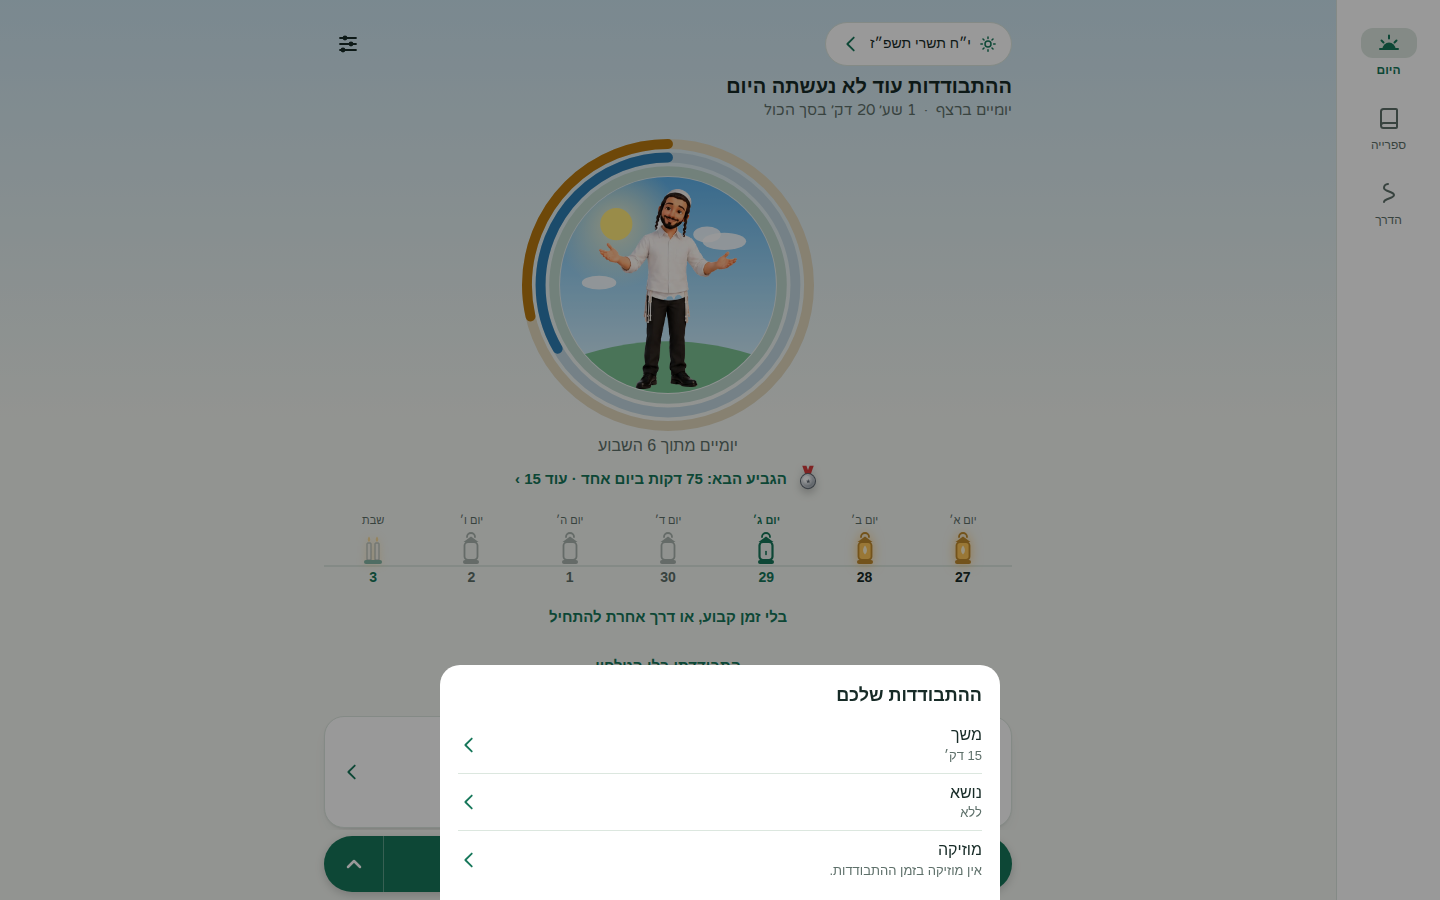 היום
ספרייה
הדרך
י״ח תשרי תשפ״ז
ההתבודדות עוד לא נעשתה היום
יומיים ברצף · 1 שע׳ 20 דק׳ בסך הכול
יומיים מתוך 6 השבוע
הגביע הבא: 75 דקות ביום אחד · עוד 15 ›
יום א׳ יום ב׳ יום ג׳ יום ד׳ יום ה׳ יום ו׳ שבת
27 28 29 30 1 2 3
בלי זמן קבוע, או דרך אחרת להתחיל
ההתבודדות שלכם
משך
15 דק׳
נושא
ללא
מוזיקה
אין מוזיקה בזמן ההתבודדות.